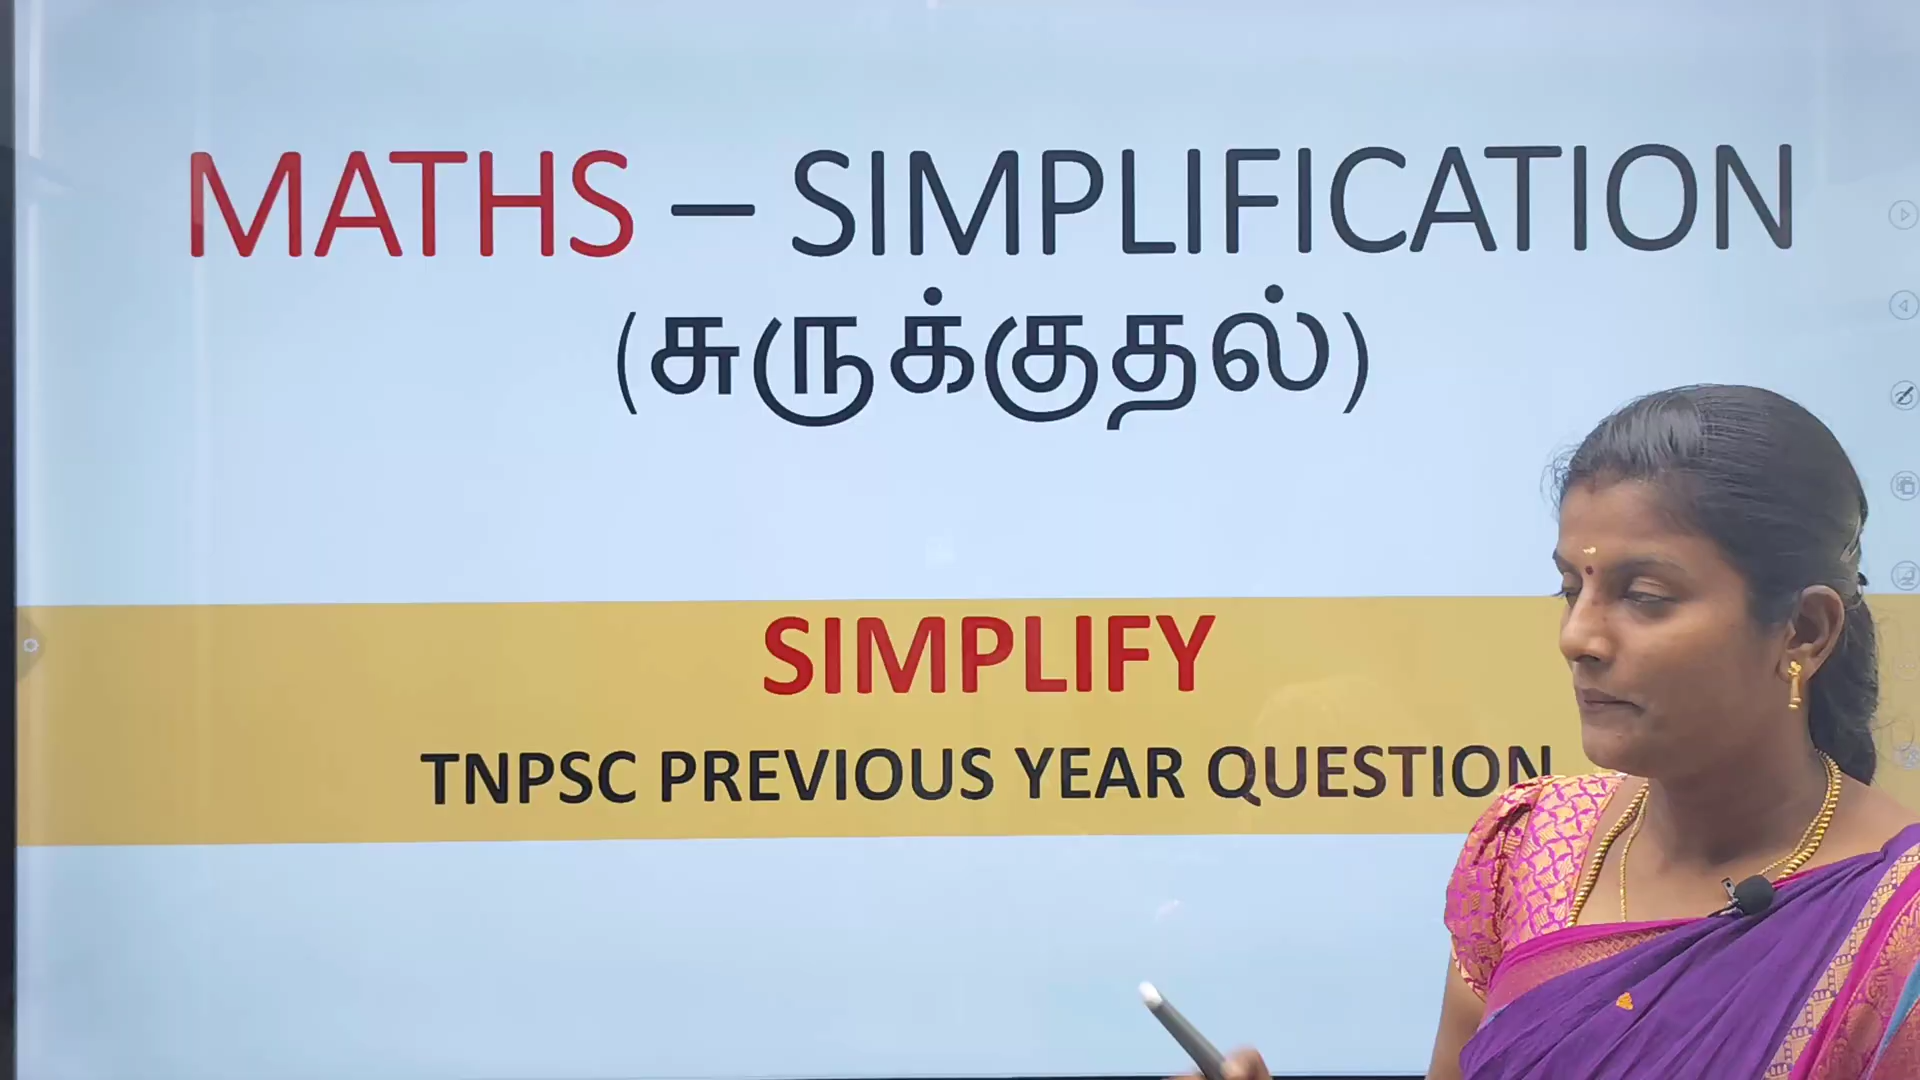 MATHS – SIMPLIFICATION
(சுருக்குதல்)
SIMPLIFY
TNPSC PREVIOUS YEAR QUESTION